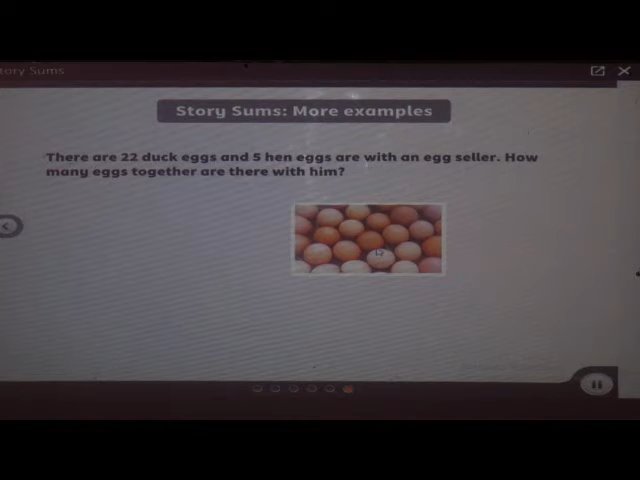 tory Sums
Story Sums: More examples
There are 22 duck eggs and 5 hen eggs are with an egg seller. How
many eggs together are there with him?